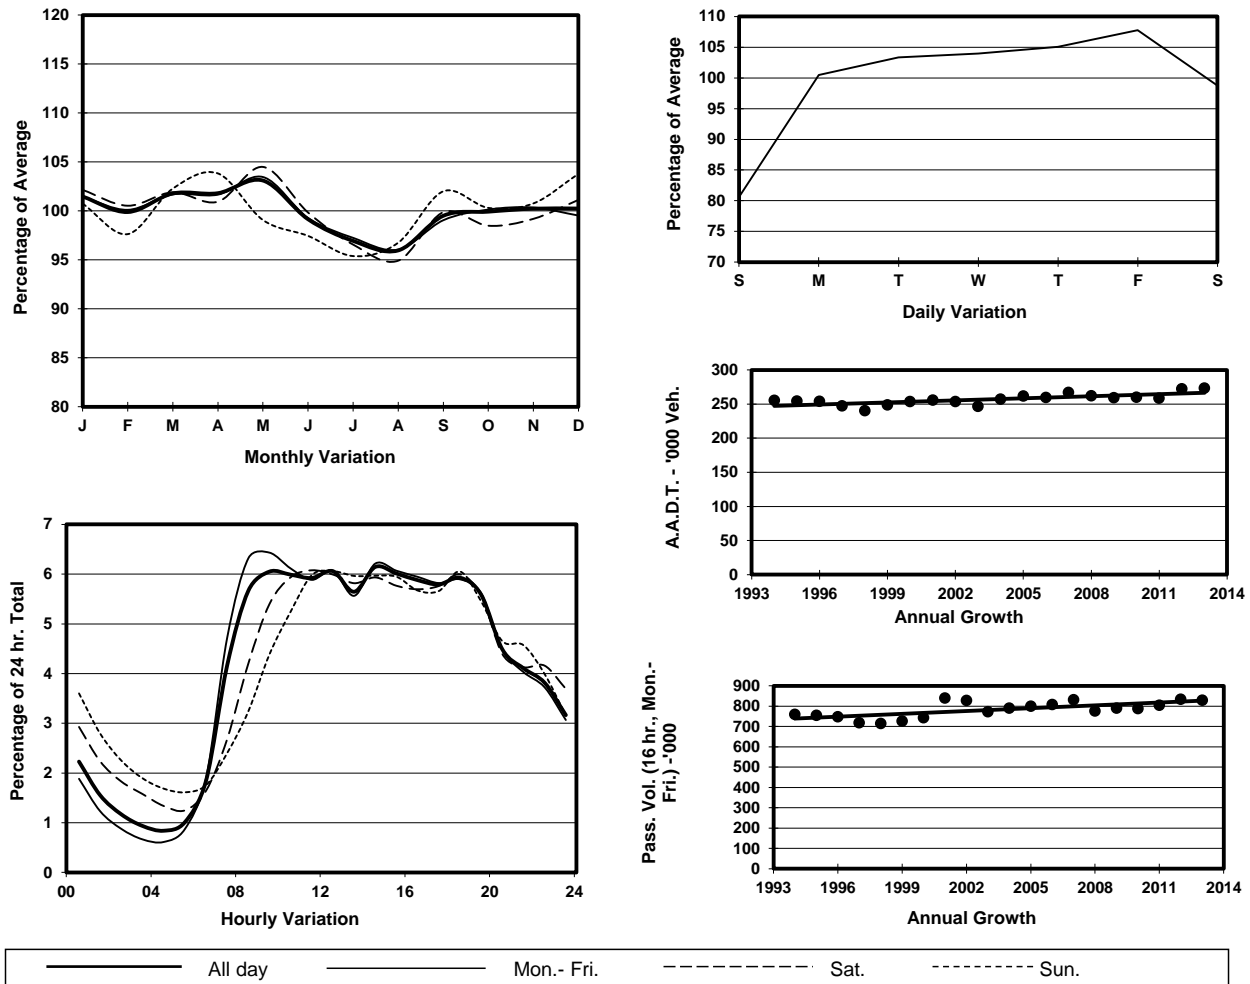 120
115
110
105
100
95
90
85
80
Percentage of Average
J F M A M J J A S O N D
Monthly Variation
110
105
100
95
90
85
80
75
70
Percentage of Average
S M T W T F S
Daily Variation
300
250
200
150
100
50
0
A.A.D.T. - '000 Veh.
1993 1996 1999 2002 2005 2008 2011 2014
Annual Growth
7
6
5
4
3
2
1
0
Percentage of 24 hr. Total
00 04 08 12 16 20 24
Hourly Variation
900
800
700
600
500
400
300
200
100
0
Pass. Vol. (16 hr., Mon.-
Fri.) -'000
1993 1996 1999 2002 2005 2008 2011 2014
Annual Growth
All day Mon.- Fri. Sat. Sun.